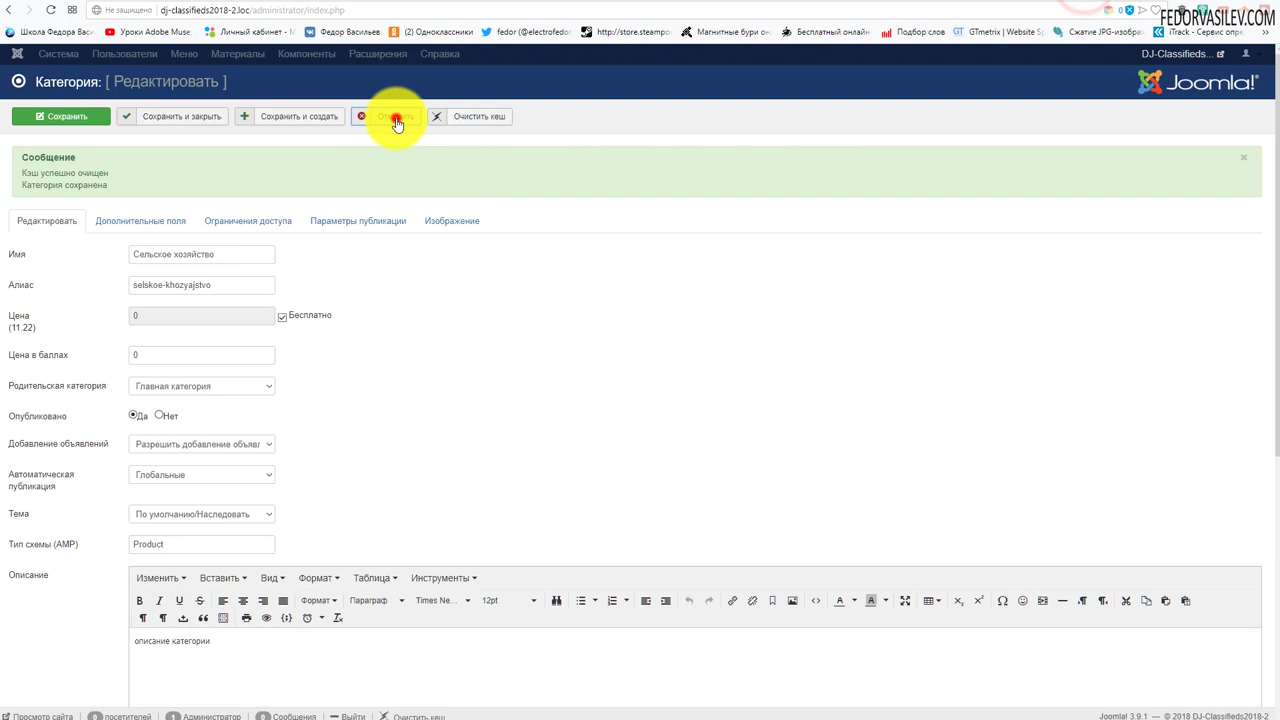 Не защищено dj-classifieds2018-2.loc/administrator/index.php
FEDORVASILEV.COM
Школа Федора Васи
Уроки Adobe Muse,
Личный кабинет - М
Федор Васильев
(2) Одноклассники
fedor (@electrofedor
http://store.steampo
Магнитные бури он
Бесплатный онлайн
Подбор слов
GTmetrix | Website S
Сжатие JPG-изображ
iTrack - Сервис опре
Система Пользователи Меню Материалы Компоненты Расширения Справка
DJ-Classifieds...
Категория: [ Редактировать ]
Joomla!
Сохранить
Сохранить и закрыть
Сохранить и создать
Очистить кеш
Сообщение
Кэш успешно очищен
Категория сохранена
×
Редактировать Дополнительные поля Ограничения доступа Параметры публикации Изображение
Имя Сельское хозяйство
Алиас selskoe-khozyajstvo
Цена 0 Бесплатно
(11.22)
Цена в баллах 0
Родительская категория Главная категория
Опубликовано Да Нет
Добавление объявлений Разрешить добавление объявл
Автоматическая Глобальные
публикация
Тема По умолчанию/Наследовать
Тип схемы (AMP) Product
Описание
Изменить Вставить Вид Формат Таблица Инструменты
B I U S Формат Параграф Times Ne... 12pt
описание категории
Просмотр сайта 0 посетителей 1 Администратор 0 Сообщения Выйти Очистить кеш
Joomla! 3.9.1 — © 2018 DJ-Classifieds2018-2